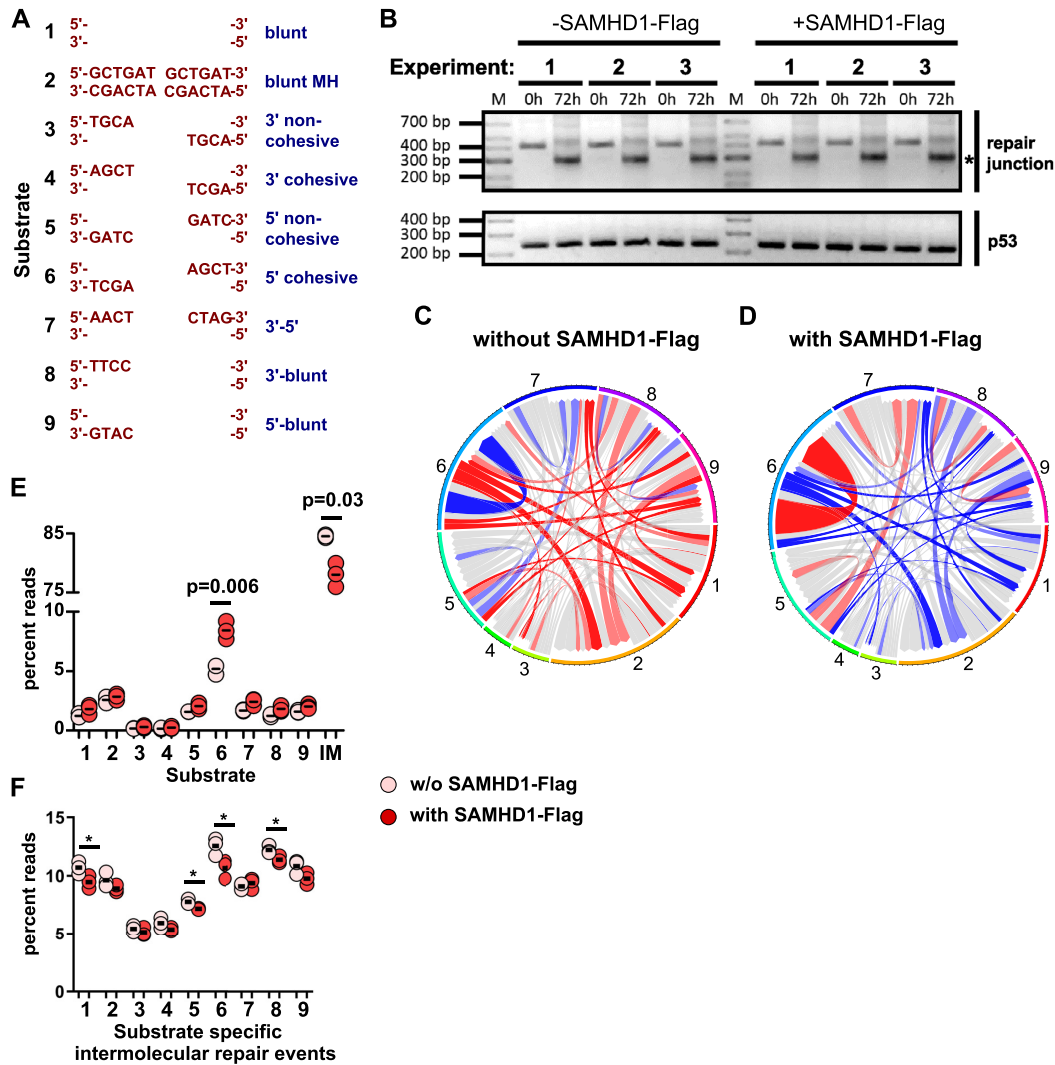 A
Substrate
1 5'- -3' blunt
3'- -5'
2 5'-GCTGAT GCTGAT-3' blunt MH
3'-CGACTA CGACTA-5'
3 5'-TGCA -3' 3' non-
3'- TGCA-5' cohesive
4 5'-AGCT -3' 3' cohesive
3'- TCGA-5'
5 5'- GATC-3' 5' non-
3'-GATC -5' cohesive
6 5'- AGCT-3' 5' cohesive
3'-TCGA -5'
7 5'-AACT CTAG-3' 3'-5'
3'- -5'
8 5'-TTCC -3' 3'-blunt
3'- -5'
9 5'- -3' 5'-blunt
3'-GTAC -5'
B
-SAMHD1-Flag +SAMHD1-Flag
Experiment: 1 2 3 1 2 3
M 0h 72h 0h 72h 0h 72h M 0h 72h 0h 72h 0h 72h
700 bp
400 bp
300 bp
200 bp
*
repair
junction
400 bp
300 bp
200 bp
p53
C
without SAMHD1-Flag
7 8 9 1 2 3 4 5 6
D
with SAMHD1-Flag
7 8 9 1 2 3 4 5 6
E
percent reads
85
75
10
5
0
p=0.006
p=0.03
1 2 3 4 5 6 7 8 9 IM
Substrate
w/o SAMHD1-Flag
with SAMHD1-Flag
F
percent reads
15
10
5
0
* * * *
1 2 3 4 5 6 7 8 9
Substrate specific
intermolecular repair events